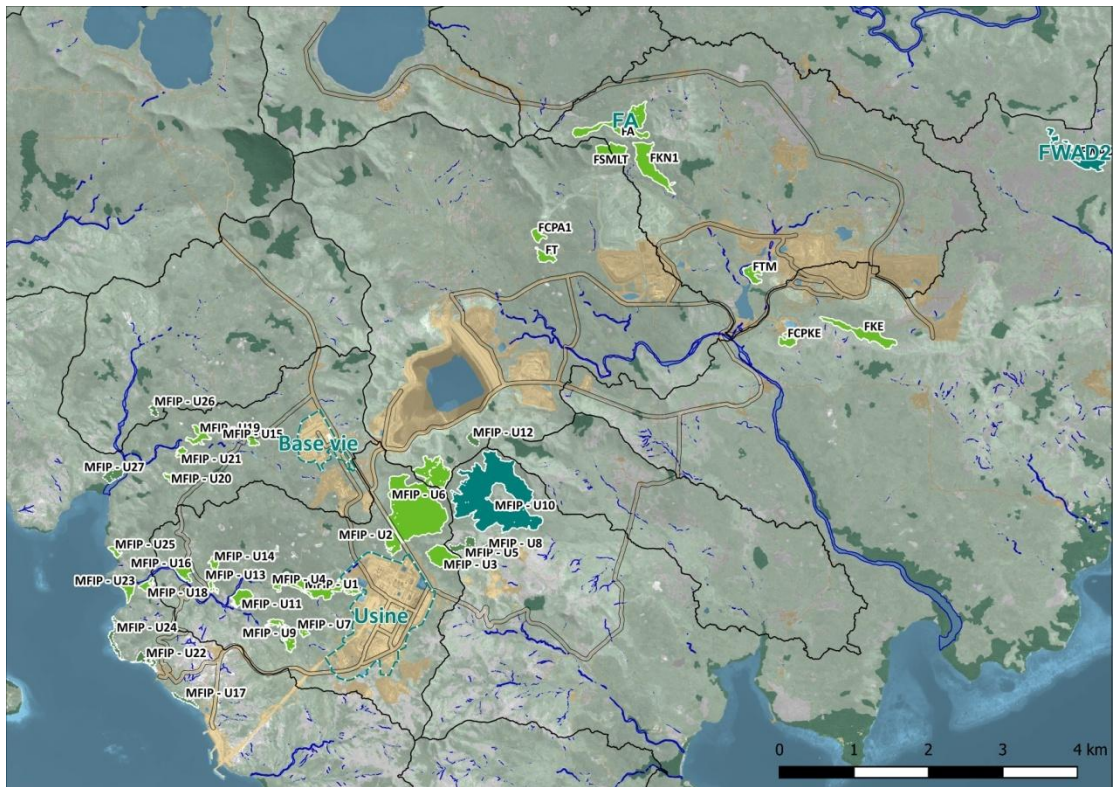 FA
FA
FSMLT
FKN1
FWAD2
FCPA1
FT
FTM
FKE
FCPKE
MFIP - U26
MFIP - U19
MFIP - U15
Base vie
MFIP - U12
MFIP - U21
MFIP - U27
MFIP - U20
MFIP - U6
MFIP - U10
MFIP - U2
MFIP - U8
MFIP - U5
MFIP - U3
MFIP - U25
MFIP - U14
MFIP - U16
MFIP - U13
MFIP - U23
MFIP - U4
MFIP - U1
MFIP - U18
MFIP - U11
Usine
MFIP - U24
MFIP - U7
MFIP - U9
MFIP - U22
MFIP - U17
0 1 2 3 4 km